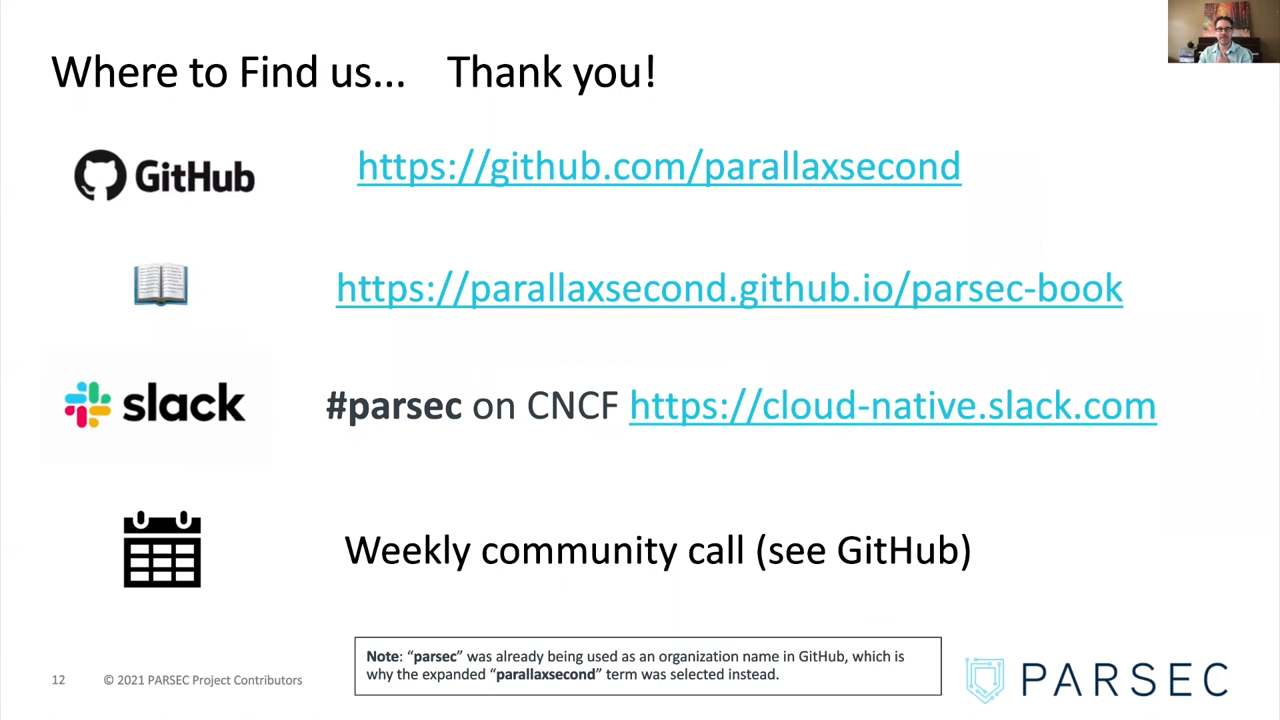 Where to Find us... Thank you!
GitHub https://github.com/parallaxsecond
https://parallaxsecond.github.io/parsec-book
slack #parsec on CNCF https://cloud-native.slack.com
Weekly community call (see GitHub)
Note: “parsec” was already being used as an organization name in GitHub, which is
why the expanded “parallaxsecond” term was selected instead.
12 © 2021 PARSEC Project Contributors
PARSEC